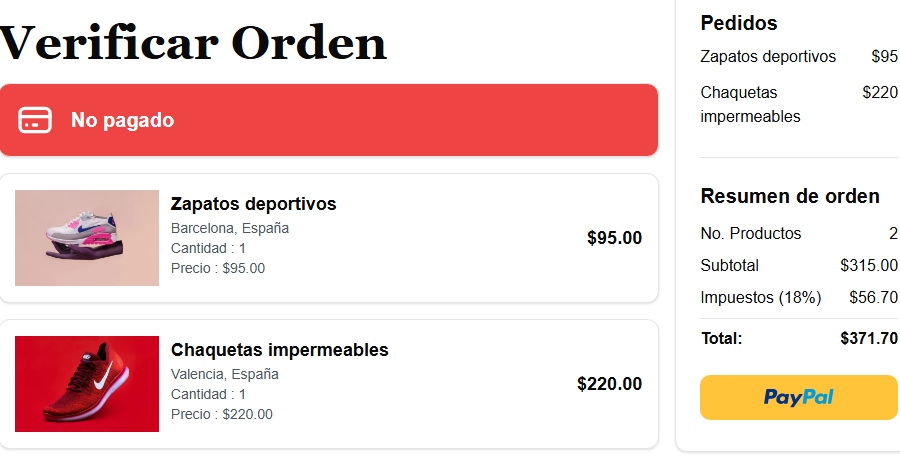 Verificar Orden
No pagado
Zapatos deportivos
Barcelona, España
Cantidad : 1
Precio : $95.00
$95.00
Chaquetas impermeables
Valencia, España
Cantidad : 1
Precio : $220.00
$220.00
Pedidos
Zapatos deportivos $95
Chaquetas impermeables $220
Resumen de orden
No. Productos 2
Subtotal $315.00
Impuestos (18%) $56.70
Total: $371.70
PayPal